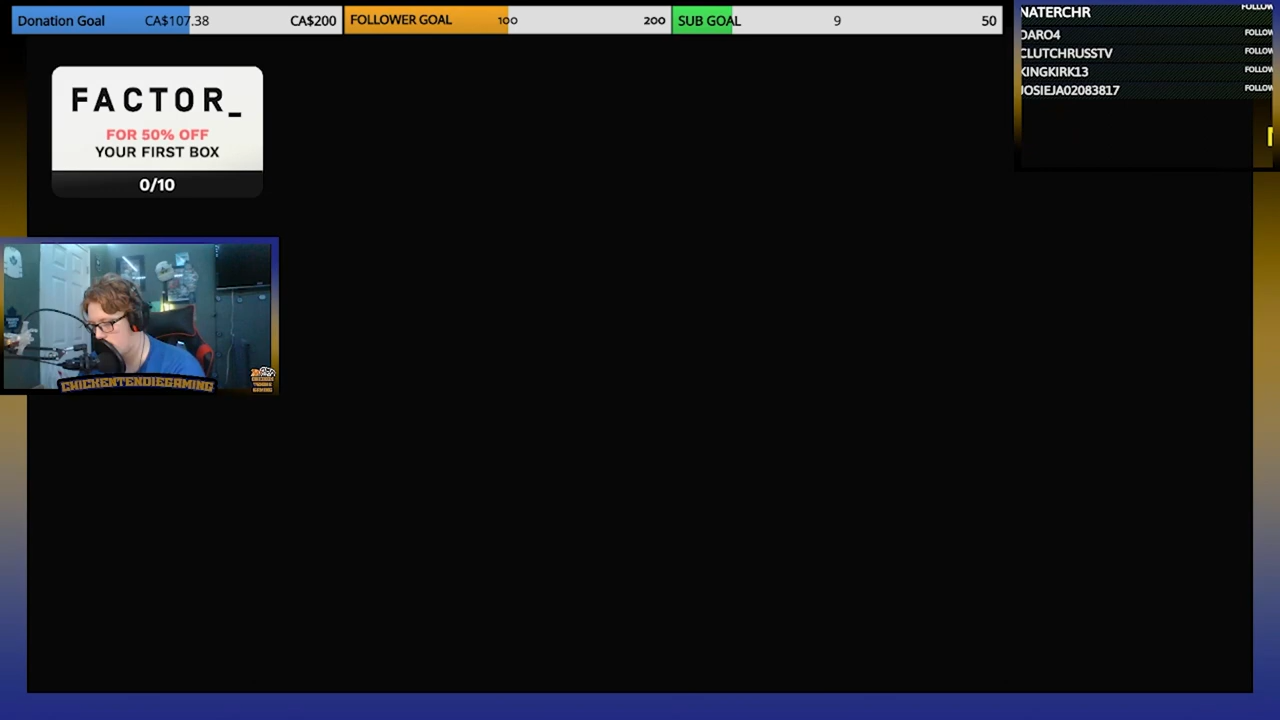 Donation Goal CA$107.38 CA$200
FOLLOWER GOAL 100 200
SUB GOAL 9 50
NATERCHR FOLLOW
DARO4 FOLLOW
CLUTCHRUSSTV FOLLOW
KINGKIRK13 FOLLOW
JOSIEJA02083817 FOLLOW
FACTOR_
FOR 50% OFF
YOUR FIRST BOX
0/10
CHICKENTENDIEGAMING